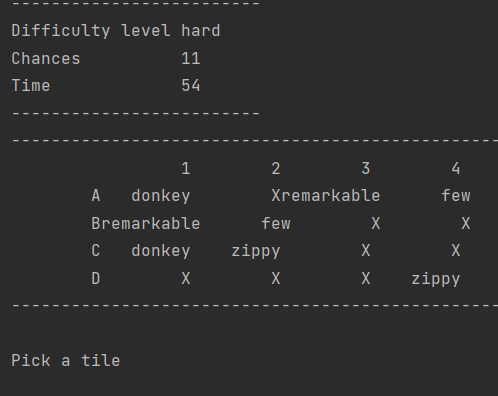 -------------------------
Difficulty level hard
Chances          11
Time             54
-------------------------
-------------------------------------------------
                 1        2        3        4
        A   donkey        Xremarkable      few
        Bremarkable      few        X        X
        C   donkey    zippy        X        X
        D        X        X        X    zippy
-------------------------------------------------
Pick a tile